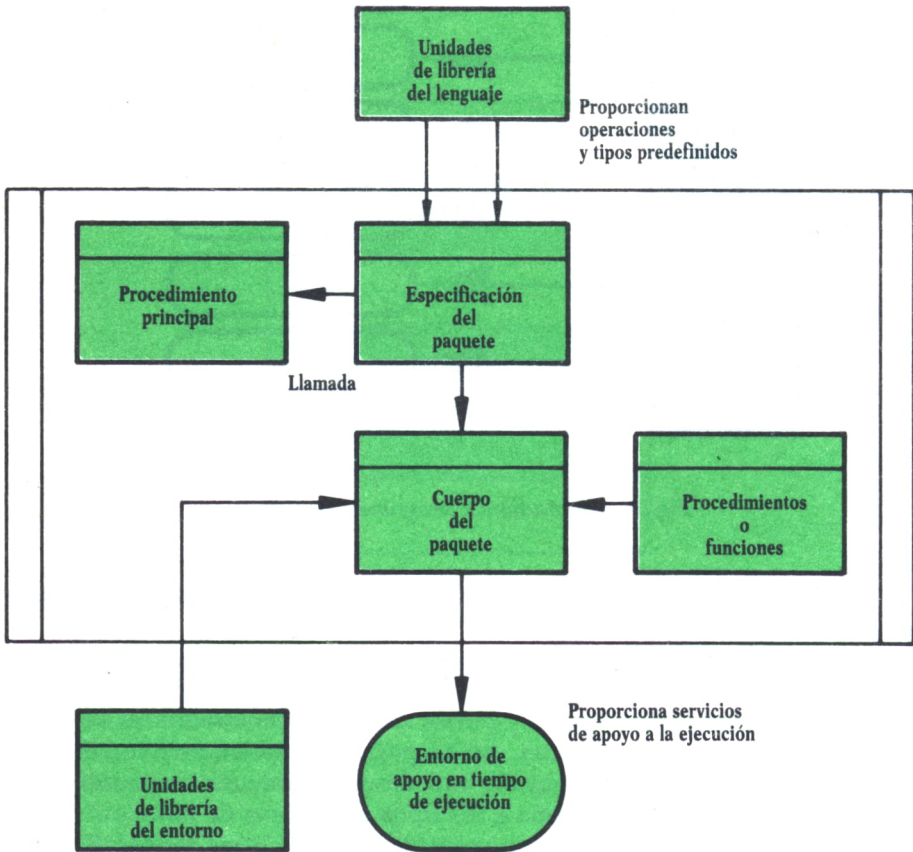 Unidades
de librería
del lenguaje
Proporcionan
operaciones
y tipos predefinidos
Procedimiento
principal
Especificación
del
paquete
Llamada
Cuerpo
del
paquete
Procedimientos
o
funciones
Unidades
de librería
del entorno
Entorno de
apoyo en tiempo
de ejecución
Proporciona servicios
de apoyo a la ejecución